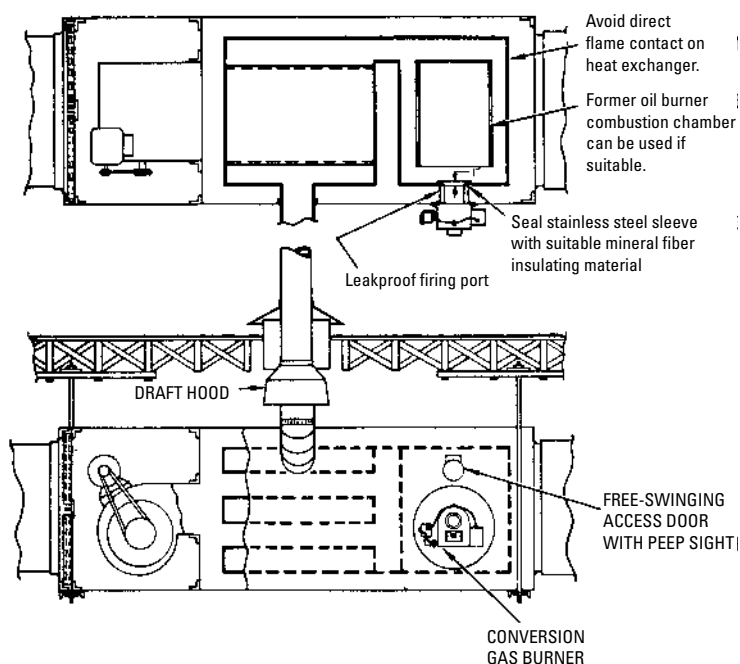 Avoid direct
flame contact on
heat exchanger.
Former oil burner
combustion chamber
can be used if
suitable.
Seal stainless steel sleeve
with suitable mineral fiber
insulating material
Leakproof firing port
DRAFT HOOD
FREE-SWINGING
ACCESS DOOR
WITH PEEP SIGHT
CONVERSION
GAS BURNER